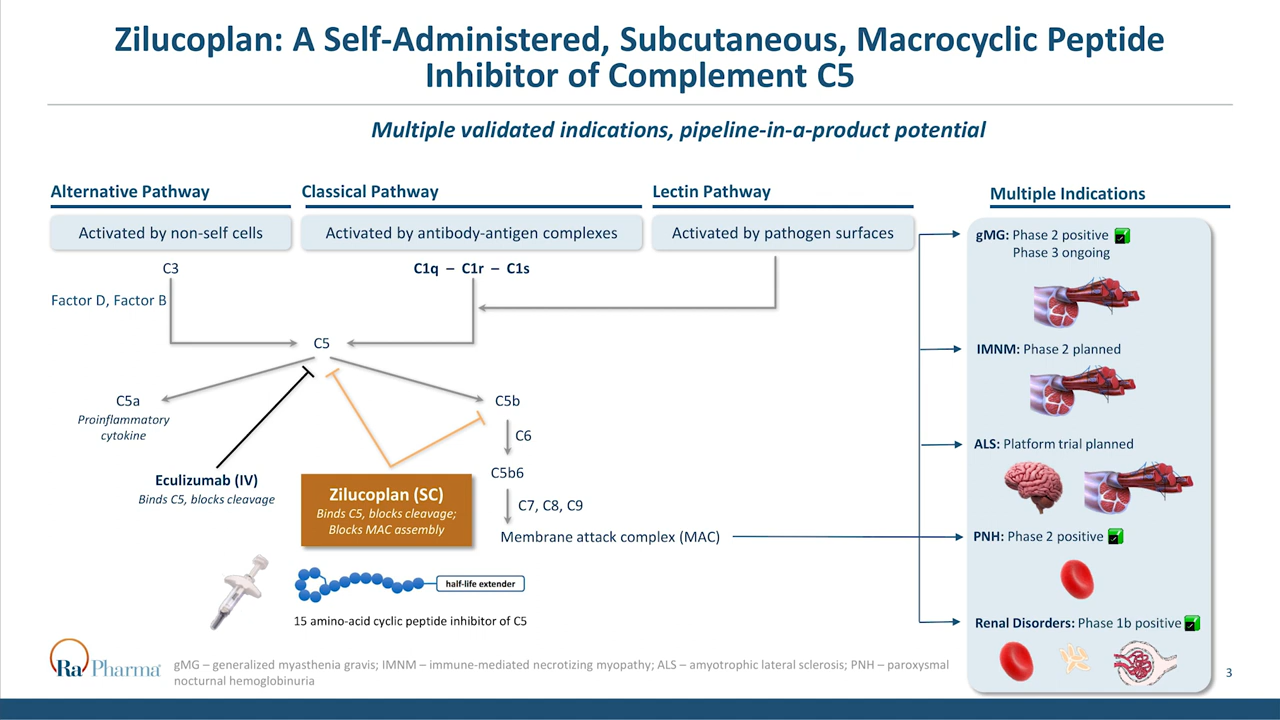 Zilucoplan: A Self-Administered, Subcutaneous, Macrocyclic Peptide
Inhibitor of Complement C5
Multiple validated indications, pipeline-in-a-product potential
Alternative Pathway
Classical Pathway
Lectin Pathway
Multiple Indications
Activated by non-self cells
Activated by antibody-antigen complexes
Activated by pathogen surfaces
C3
C1q – C1r – C1s
Factor D, Factor B
C5
C5a
Proinflammatory
cytokine
C5b
C6
C5b6
C7, C8, C9
Membrane attack complex (MAC)
Eculizumab (IV)
Binds C5, blocks cleavage
Zilucoplan (SC)
Binds C5, blocks cleavage;
Blocks MAC assembly
half-life extender
15 amino-acid cyclic peptide inhibitor of C5
gMG: Phase 2 positive
Phase 3 ongoing
IMNM: Phase 2 planned
ALS: Platform trial planned
PNH: Phase 2 positive
Renal Disorders: Phase 1b positive
Ra Pharma
gMG – generalized myasthenia gravis; IMNM – immune-mediated necrotizing myopathy; ALS – amyotrophic lateral sclerosis; PNH – paroxysmal
nocturnal hemoglobinuria
3